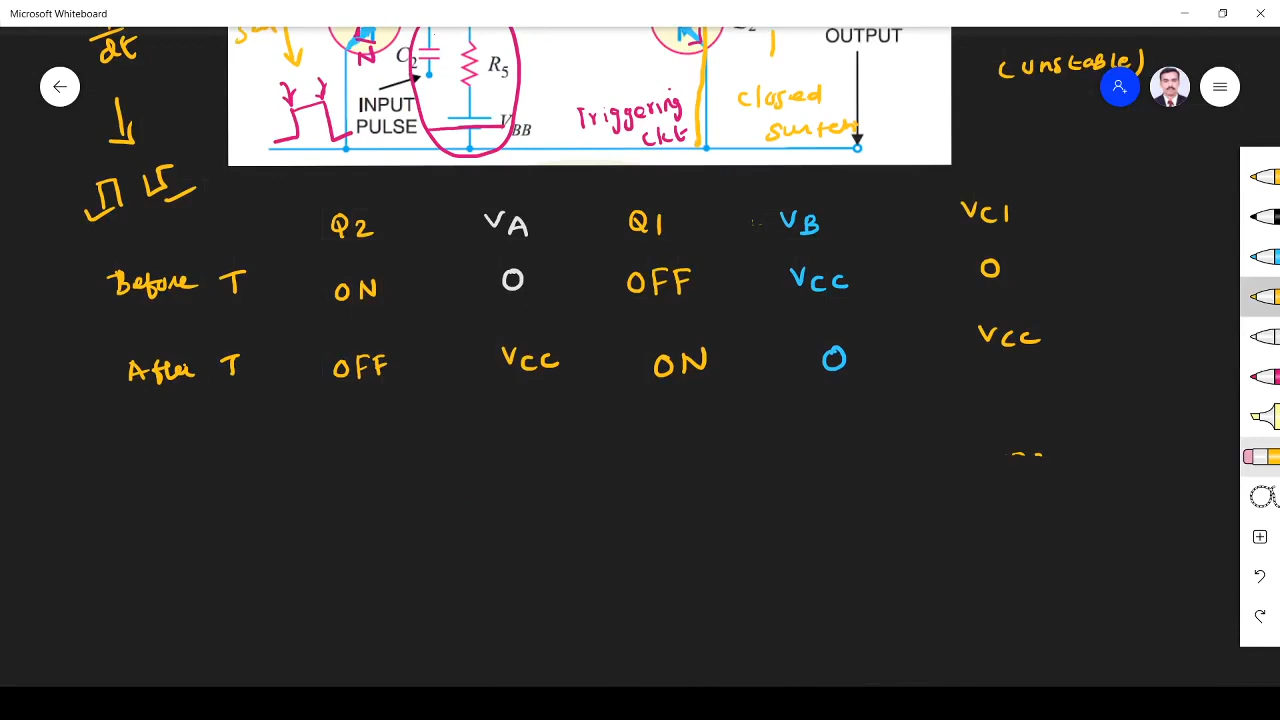 Microsoft Whiteboard
dt
C2
R5
Q2
OUTPUT
(unstable)
INPUT
PULSE
VBB
Triggering
ckt
closed
Q2 VA Q1 VB VC1
Before T ON 0 OFF VCC 0
After T OFF VCC ON 0 VCC